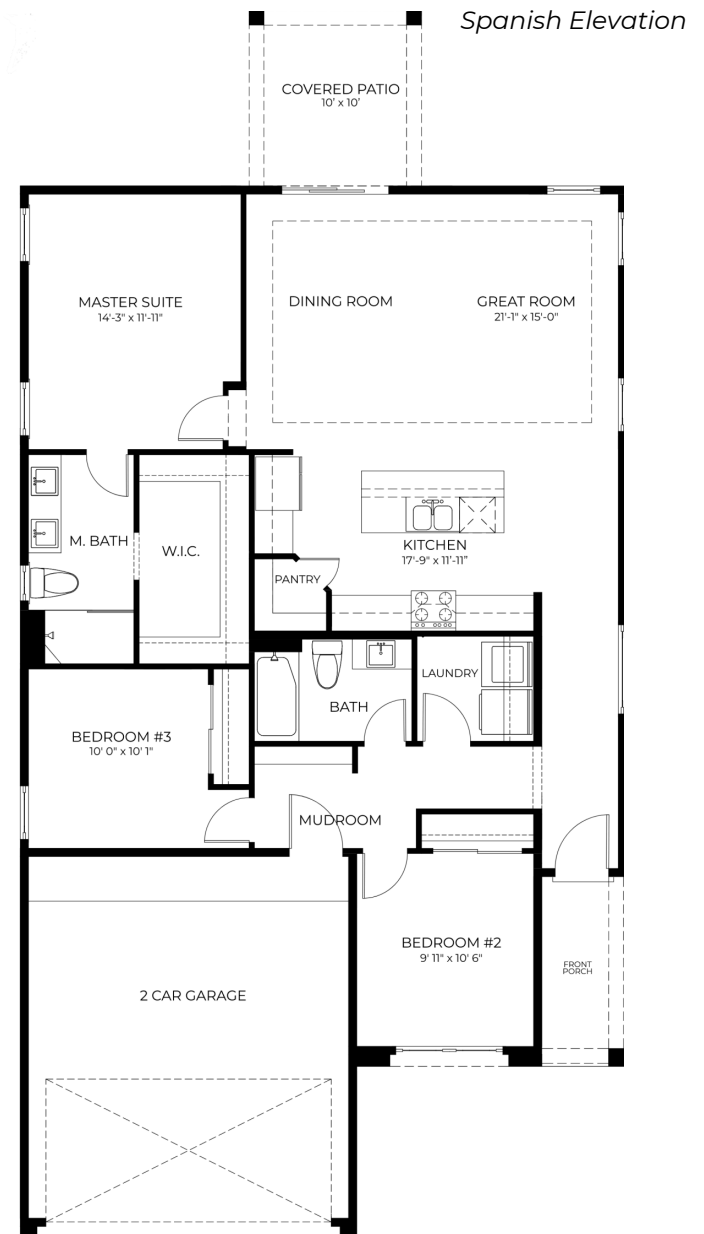 Spanish Elevation
COVERED PATIO
10’ x 10’
MASTER SUITE
14'-3" x 11'-11"
DINING ROOM
GREAT ROOM
21'-1" x 15'-0"
M. BATH
W.I.C.
KITCHEN
17'-9" x 11'-11”
PANTRY
LAUNDRY
BATH
BEDROOM #3
10' 0" x 10' 1"
MUDROOM
BEDROOM #2
9' 11" x 10' 6"
FRONT
PORCH
2 CAR GARAGE